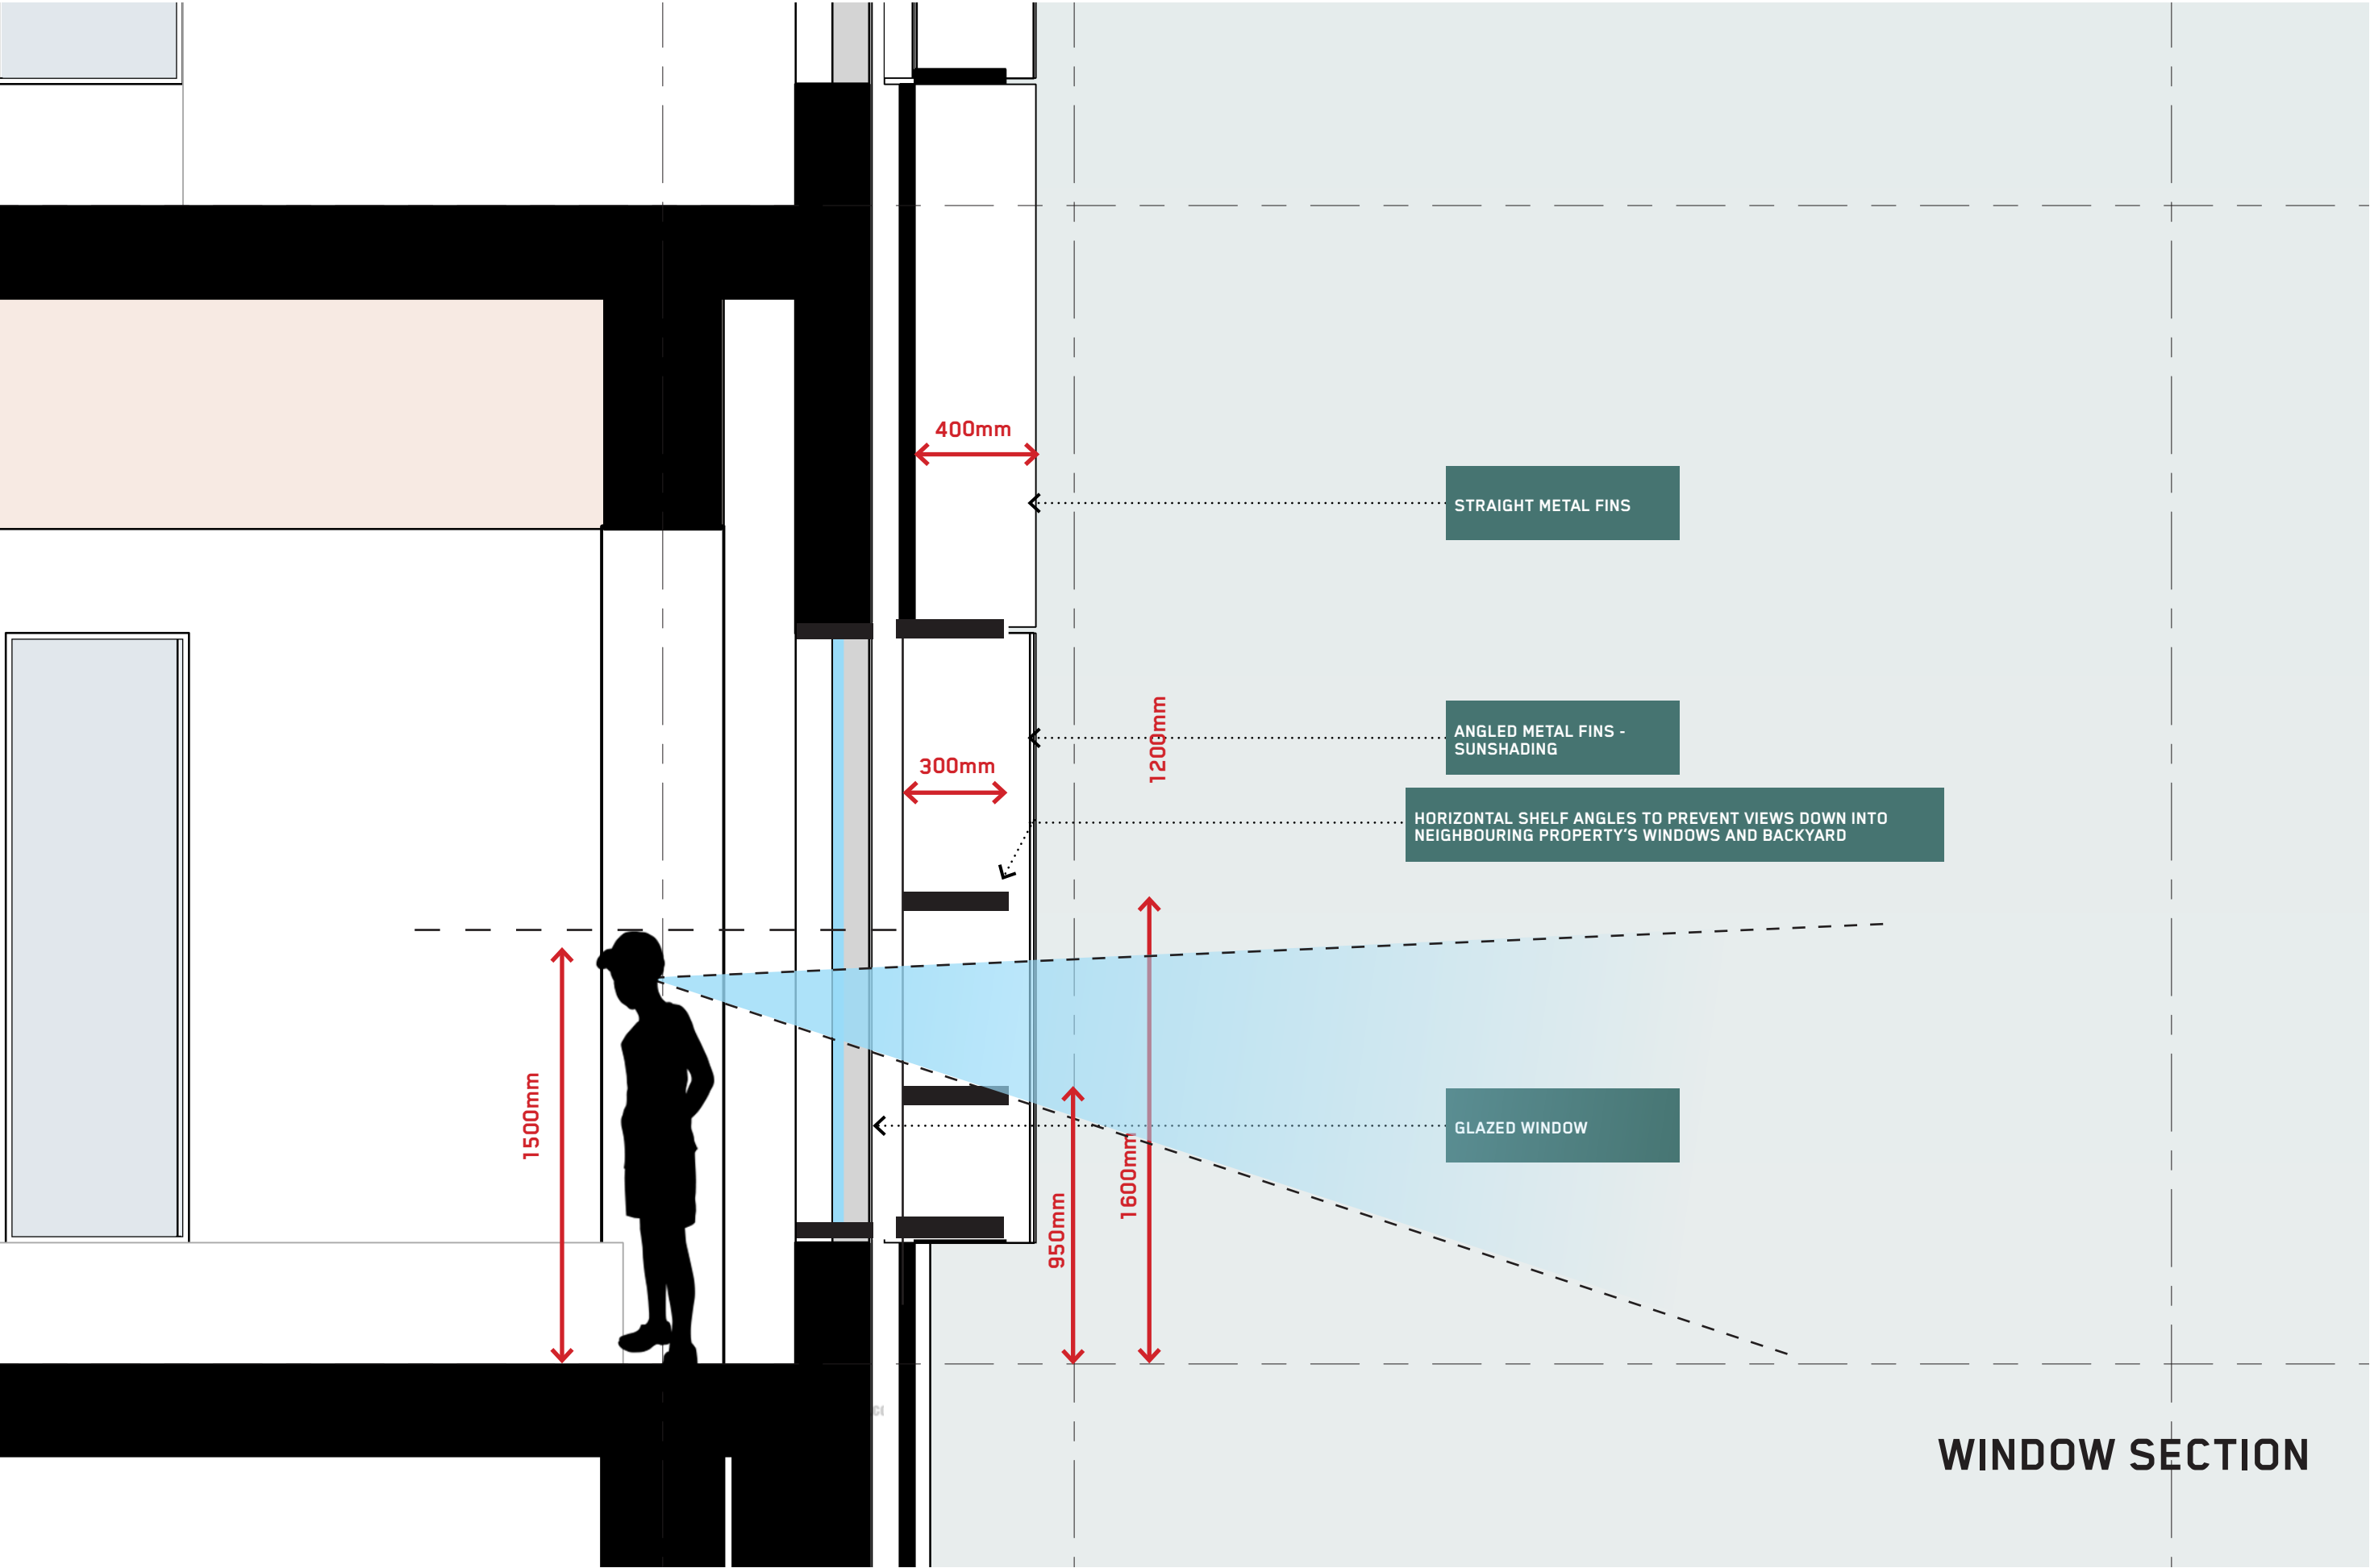 400mm
STRAIGHT METAL FINS
1200mm
ANGLED METAL FINS -
SUNSHADING
300mm
HORIZONTAL SHELF ANGLES TO PREVENT VIEWS DOWN INTO
NEIGHBOURING PROPERTY'S WINDOWS AND BACKYARD
1500mm
GLAZED WINDOW
1600mm
950mm
WINDOW SECTION